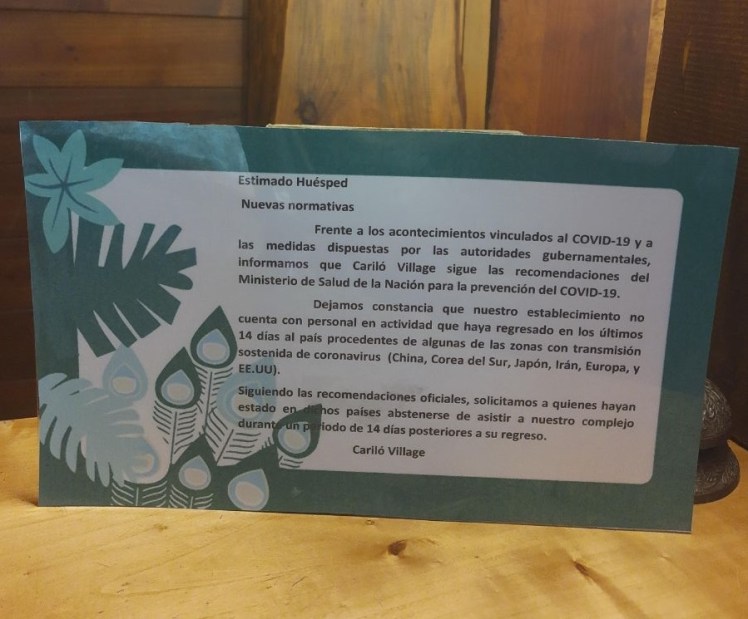 Estimado Huésped
Nuevas normativas
Frente a los acontecimientos vinculados al COVID-19 y a
las medidas dispuestas por las autoridades gubernamentales,
informamos que Cariló Village sigue las recomendaciones del
Ministerio de Salud de la Nación para la prevención del COVID-19.
Dejamos constancia que nuestro establecimiento no
cuenta con personal en actividad que haya regresado en los últimos
14 días al país procedentes de algunas de las zonas con transmisión
sostenida de coronavirus (China, Corea del Sur, Japón, Irán, Europa, y
EE.UU).
Siguiendo las recomendaciones oficiales, solicitamos a quienes hayan
estado en dichos países abstenerse de asistir a nuestro complejo
durante un período de 14 días posteriores a su regreso.
Cariló Village